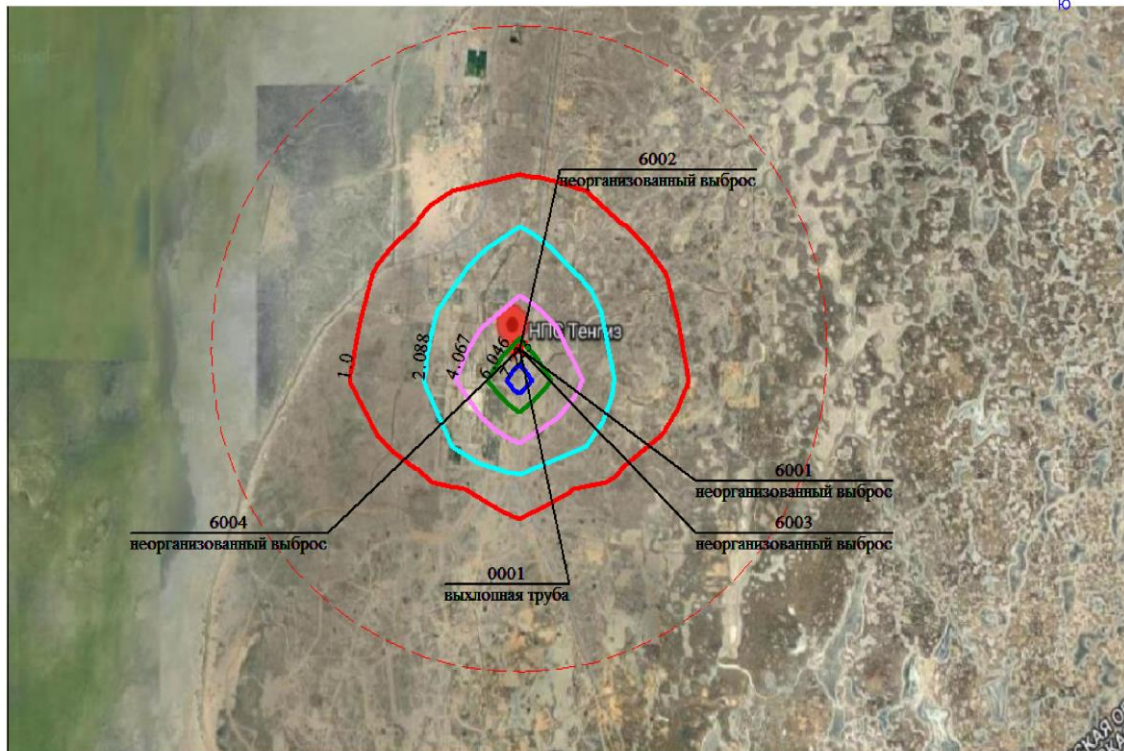 Ю
6002
неорганизованный выброс
НПС Тенгиз
1.0
2.088
4.067
6.046
6001
неорганизованный выброс
6003
неорганизованный выброс
6004
неорганизованный выброс
0001
выхлопная труба